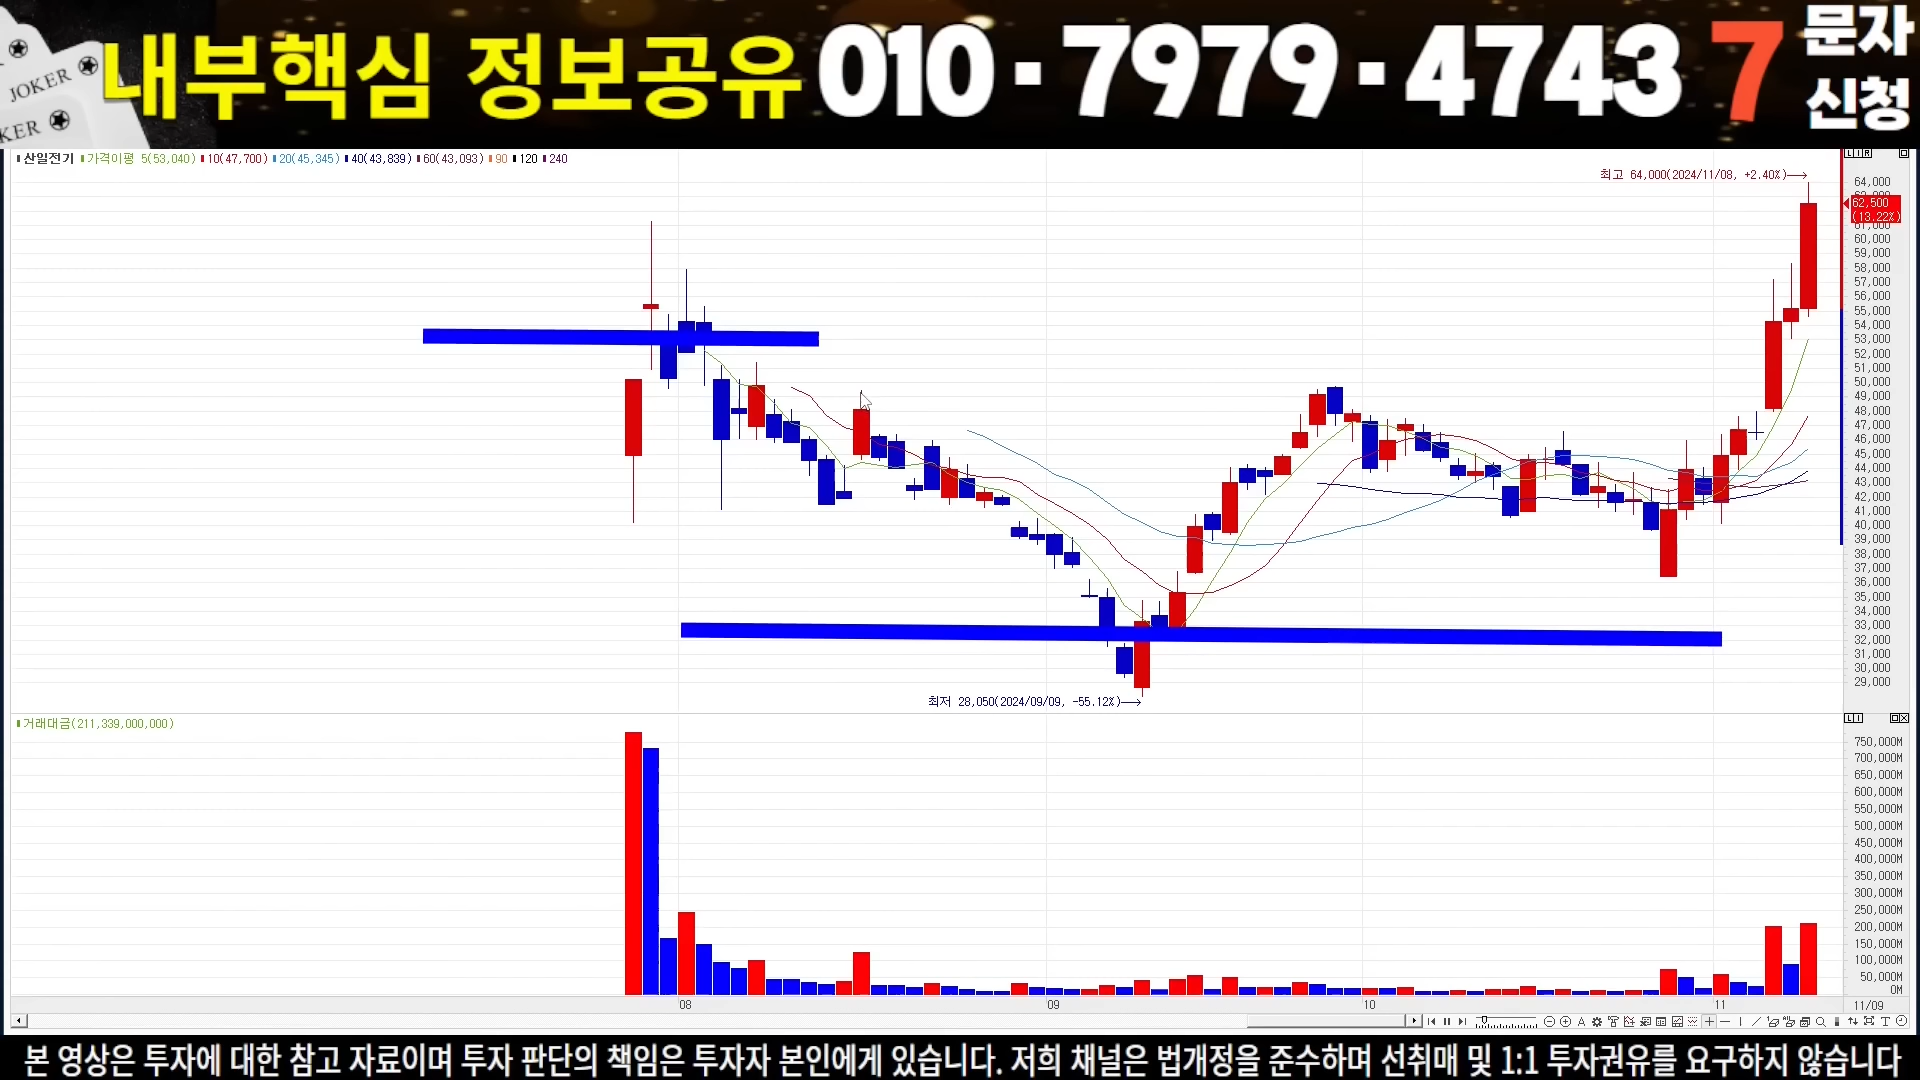 JOKER
KER
내부핵심 정보공유 010·7979·4743 7 문자 신청
산일전기 가격이평 5(53,040) 10(47,700) 20(45,345) 40(43,839) 60(43,093) 90 120 240
최고 64,000(2024/11/08, +2.40%)
64,000
62,500
(13.22%)
61,000
60,000
59,000
58,000
57,000
56,000
55,000
54,000
53,000
52,000
51,000
50,000
49,000
48,000
47,000
46,000
45,000
44,000
43,000
42,000
41,000
40,000
39,000
38,000
37,000
36,000
35,000
34,000
33,000
32,000
31,000
30,000
29,000
최저 28,050(2024/09/09, -55.12%)
거래대금(211,339,000,000)
750,000M
700,000M
650,000M
600,000M
550,000M
500,000M
450,000M
400,000M
350,000M
300,000M
250,000M
200,000M
150,000M
100,000M
50,000M
0M
08 09 10 11 11/09
본 영상은 투자에 대한 참고 자료이며 투자 판단의 책임은 투자자 본인에게 있습니다. 저희 채널은 법개정을 준수하며 선취매 및 1:1 투자권유를 요구하지 않습니다